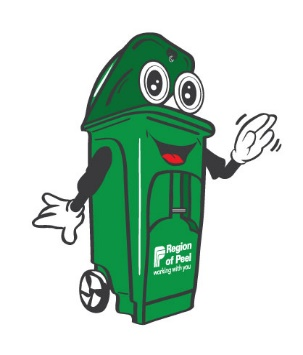 Region
of Peel
working with you